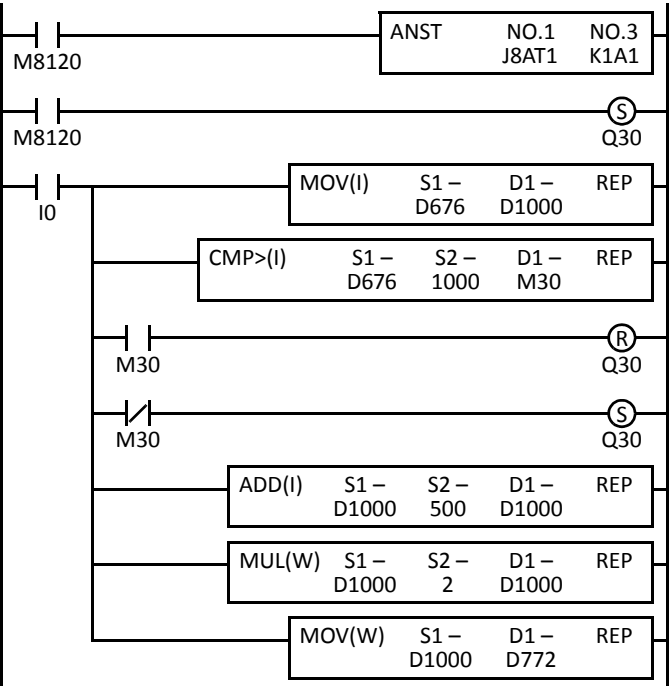 ANST NO.1 NO.3
J8AT1 K1A1
M8120
S
M8120 Q30
MOV(I) S1 – D1 – REP
D676 D1000
I0
CMP>(I) S1 – S2 – D1 – REP
D676 1000 M30
R
M30 Q30
S
M30 Q30
ADD(I) S1 – S2 – D1 – REP
D1000 500 D1000
MUL(W) S1 – S2 – D1 – REP
D1000 2 D1000
MOV(W) S1 – D1 – REP
D1000 D772